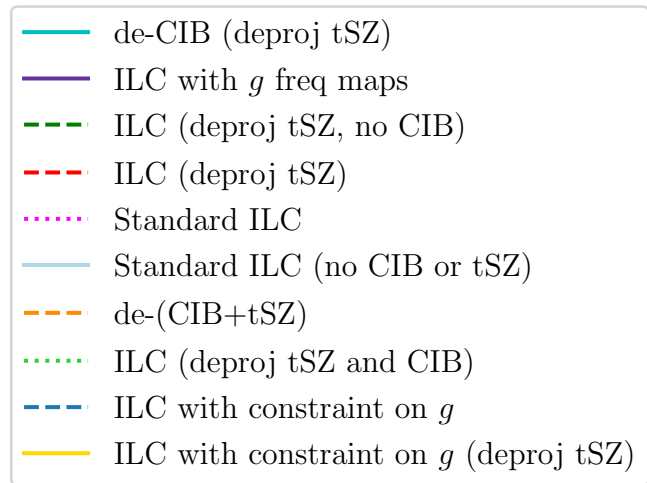 de-CIB (deproj tSZ)
ILC with g freq maps
ILC (deproj tSZ, no CIB)
ILC (deproj tSZ)
Standard ILC
Standard ILC (no CIB or tSZ)
de-(CIB+tSZ)
ILC (deproj tSZ and CIB)
ILC with constraint on g
ILC with constraint on g (deproj tSZ)